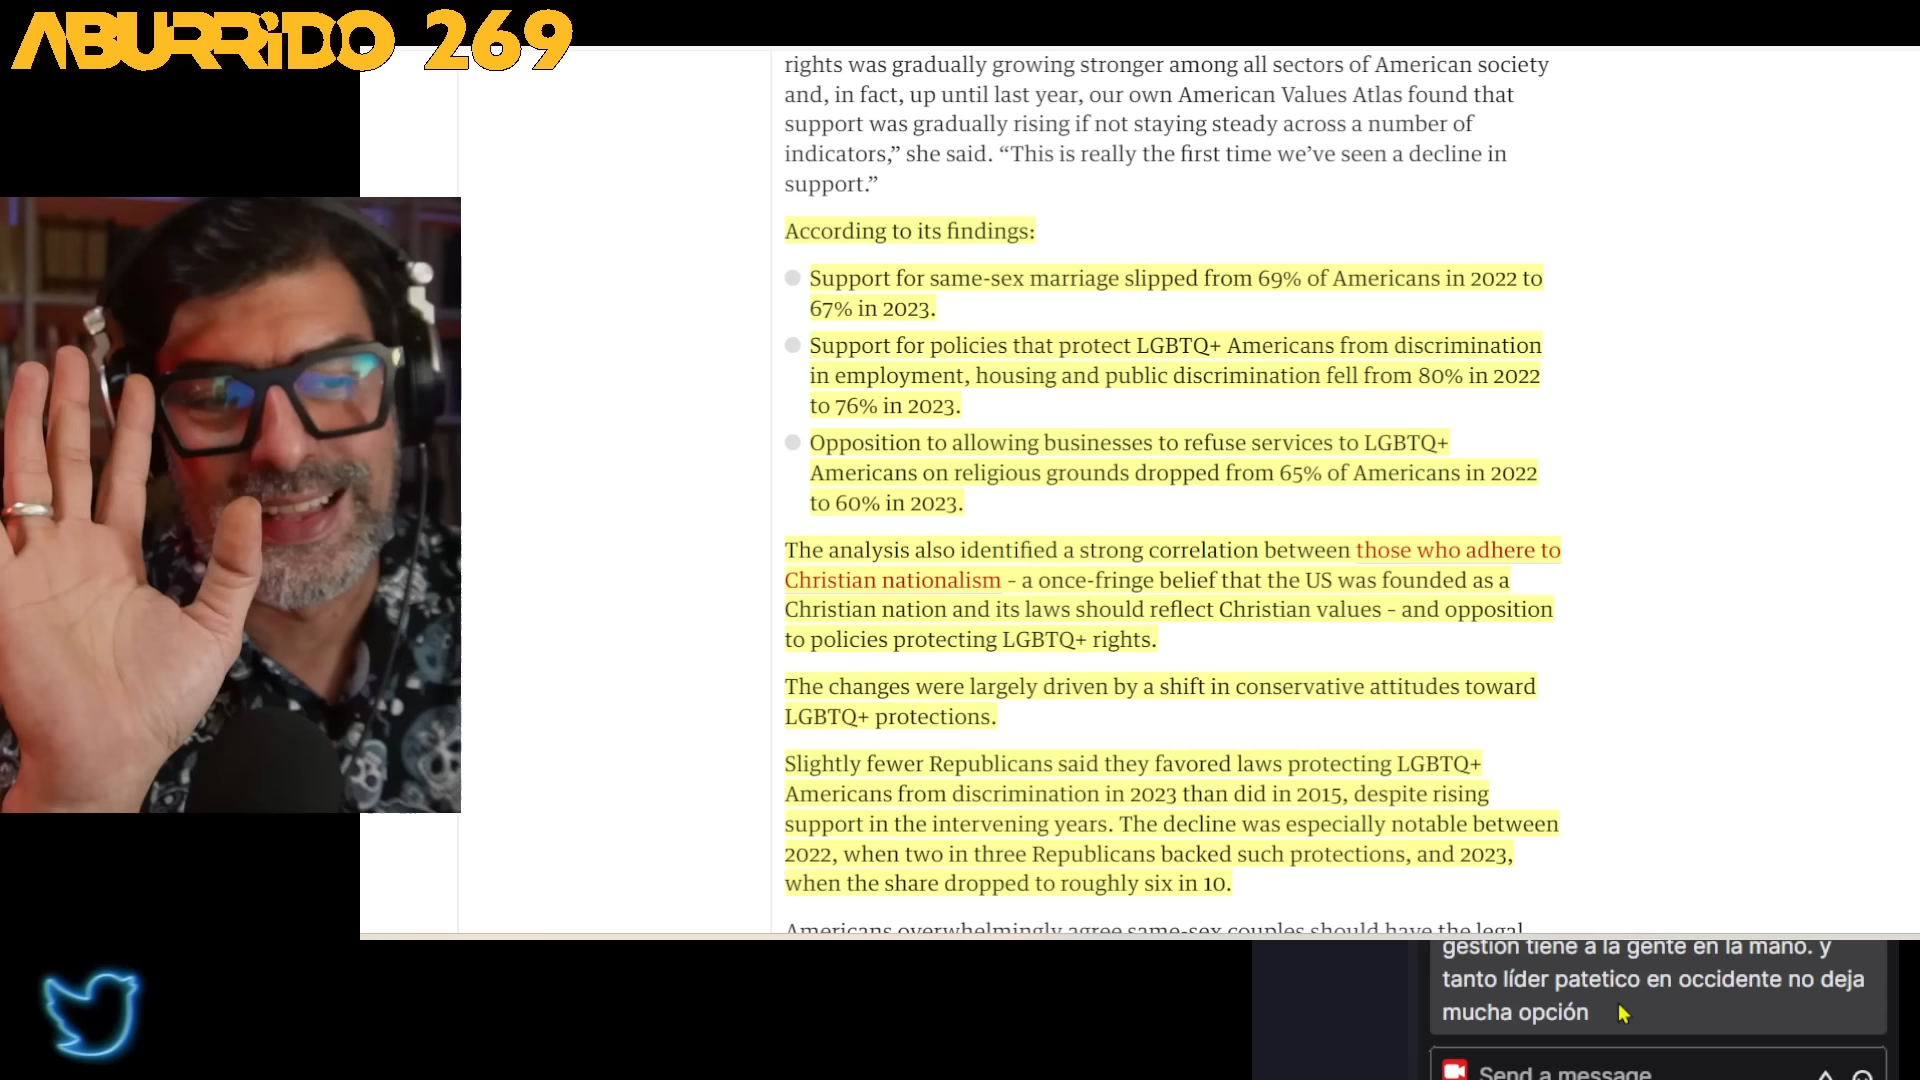 ABURRiDO 269
rights was gradually growing stronger among all sectors of American society
and, in fact, up until last year, our own American Values Atlas found that
support was gradually rising if not staying steady across a number of
indicators,” she said. “This is really the first time we’ve seen a decline in
support.”
According to its findings:
Support for same-sex marriage slipped from 69% of Americans in 2022 to
67% in 2023.
Support for policies that protect LGBTQ+ Americans from discrimination
in employment, housing and public discrimination fell from 80% in 2022
to 76% in 2023.
Opposition to allowing businesses to refuse services to LGBTQ+
Americans on religious grounds dropped from 65% of Americans in 2022
to 60% in 2023.
The analysis also identified a strong correlation between those who adhere to
Christian nationalism – a once-fringe belief that the US was founded as a
Christian nation and its laws should reflect Christian values – and opposition
to policies protecting LGBTQ+ rights.
The changes were largely driven by a shift in conservative attitudes toward
LGBTQ+ protections.
Slightly fewer Republicans said they favored laws protecting LGBTQ+
Americans from discrimination in 2023 than did in 2015, despite rising
support in the intervening years. The decline was especially notable between
2022, when two in three Republicans backed such protections, and 2023,
when the share dropped to roughly six in 10.
Americans overwhelmingly agree same-sex couples should have the legal
gestión tiene a la gente en la mano. y
tanto líder patetico en occidente no deja
mucha opción
Send a message